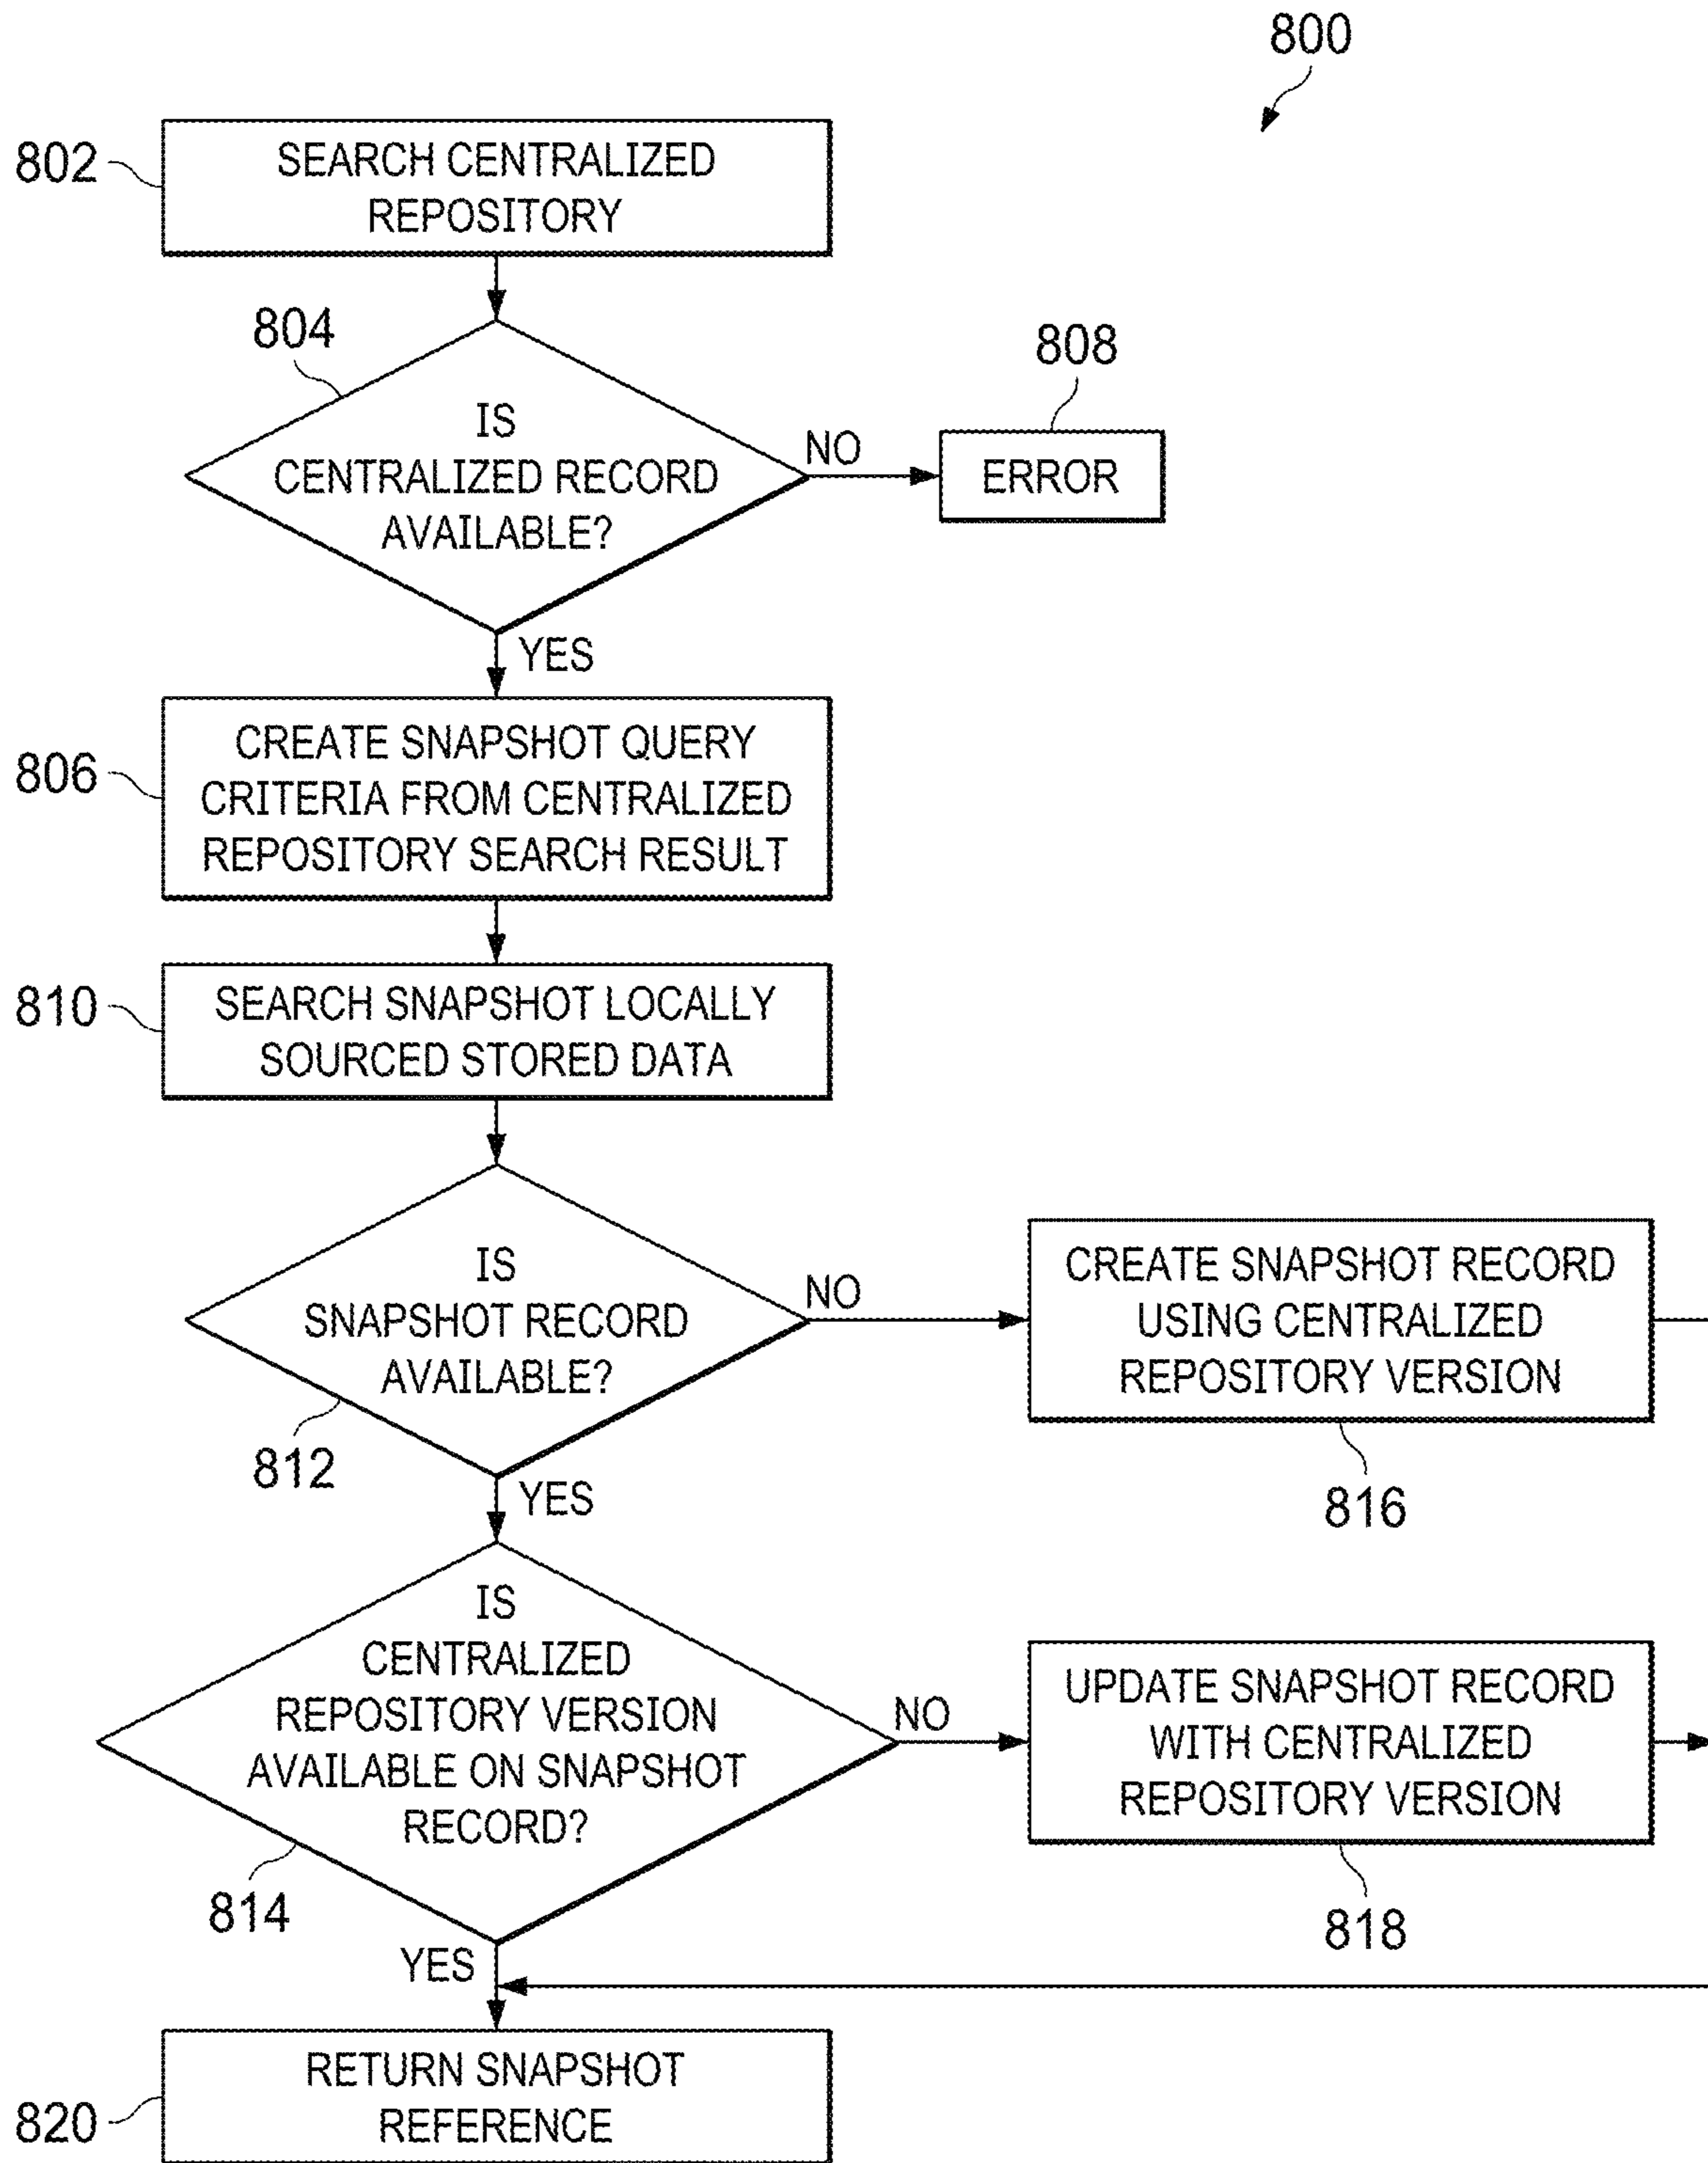 800
802
SEARCH CENTRALIZED
REPOSITORY
804
IS
CENTRALIZED RECORD
AVAILABLE?
NO
808
ERROR
YES
806
CREATE SNAPSHOT QUERY
CRITERIA FROM CENTRALIZED
REPOSITORY SEARCH RESULT
810
SEARCH SNAPSHOT LOCALLY
SOURCED STORED DATA
IS
SNAPSHOT RECORD
AVAILABLE?
812
NO
CREATE SNAPSHOT RECORD
USING CENTRALIZED
REPOSITORY VERSION
816
YES
IS
CENTRALIZED
REPOSITORY VERSION
AVAILABLE ON SNAPSHOT
RECORD?
814
NO
UPDATE SNAPSHOT RECORD
WITH CENTRALIZED
REPOSITORY VERSION
818
YES
820
RETURN SNAPSHOT
REFERENCE